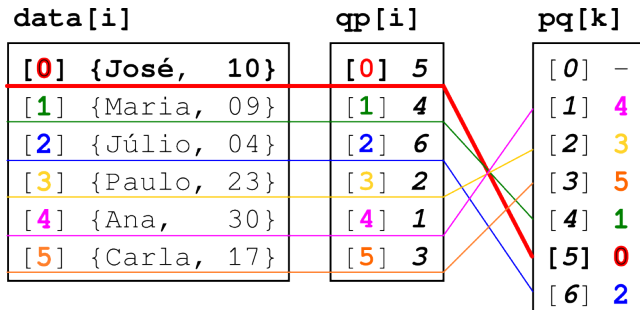 data[i] qp[i] pq[k]
[0] {José, 10} [0] 5 [0] –
[1] {Maria, 09} [1] 4 [1] 4
[2] {Júlio, 04} [2] 6 [2] 3
[3] {Paulo, 23} [3] 2 [3] 5
[4] {Ana, 30} [4] 1 [4] 1
[5] {Carla, 17} [5] 3 [5] 0
[6] 2